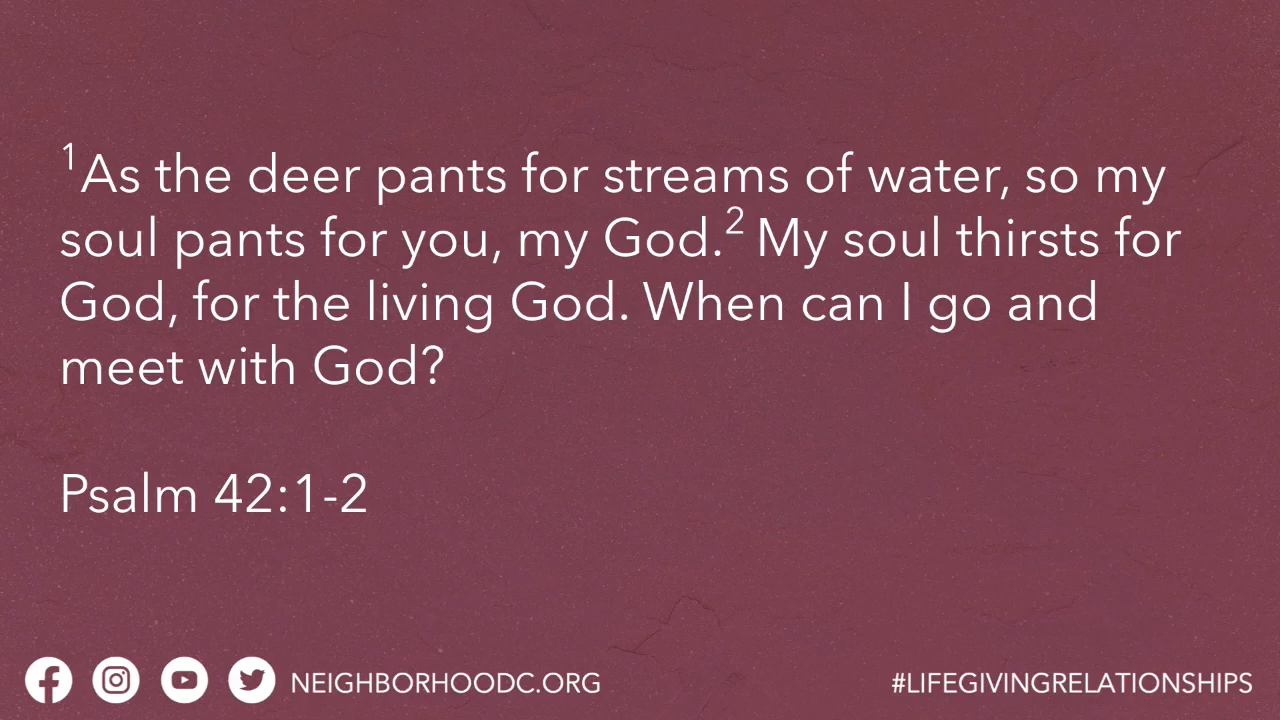 ¹As the deer pants for streams of water, so my
soul pants for you, my God.² My soul thirsts for
God, for the living God. When can I go and
meet with God?
Psalm 42:1-2
NEIGHBORHOODC.ORG
#LIFEGIVINGRELATIONSHIPS